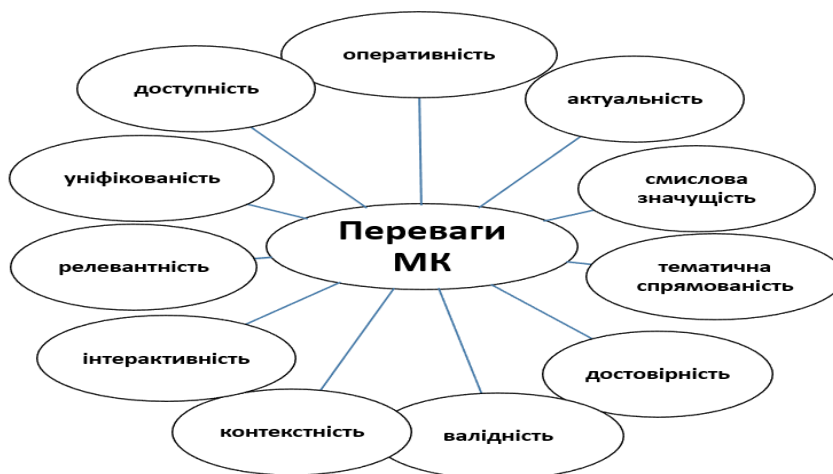 оперативність
доступність
актуальність
уніфікованість
смислова
значущість
Переваги
МК
релевантність
тематична
спрямованість
інтерактивність
достовірність
контекстність
валідність